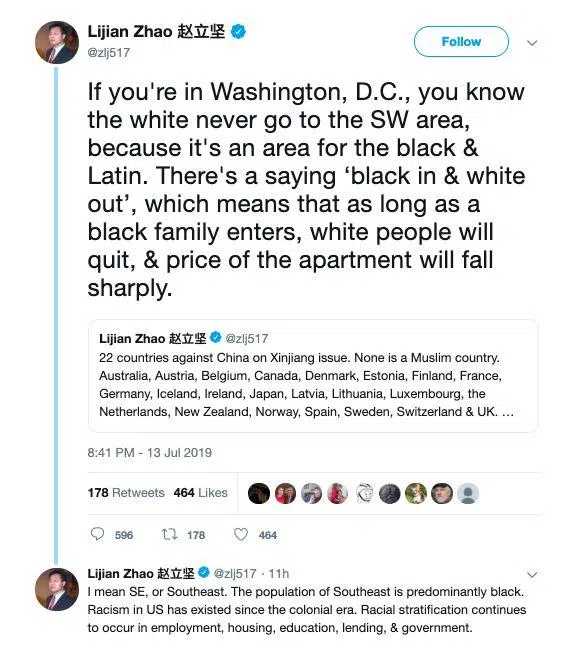 Lijian Zhao 赵立坚
@zlj517
Follow
If you're in Washington, D.C., you know
the white never go to the SW area,
because it's an area for the black &
Latin. There's a saying ‘black in & white
out’, which means that as long as a
black family enters, white people will
quit, & price of the apartment will fall
sharply.
Lijian Zhao 赵立坚 @zlj517
22 countries against China on Xinjiang issue. None is a Muslim country.
Australia, Austria, Belgium, Canada, Denmark, Estonia, Finland, France,
Germany, Iceland, Ireland, Japan, Latvia, Lithuania, Luxembourg, the
Netherlands, New Zealand, Norway, Spain, Sweden, Switzerland & UK. …
8:41 PM - 13 Jul 2019
178 Retweets 464 Likes
596 178 464
Lijian Zhao 赵立坚 @zlj517 · 11h
I mean SE, or Southeast. The population of Southeast is predominantly black.
Racism in US has existed since the colonial era. Racial stratification continues
to occur in employment, housing, education, lending, & government.